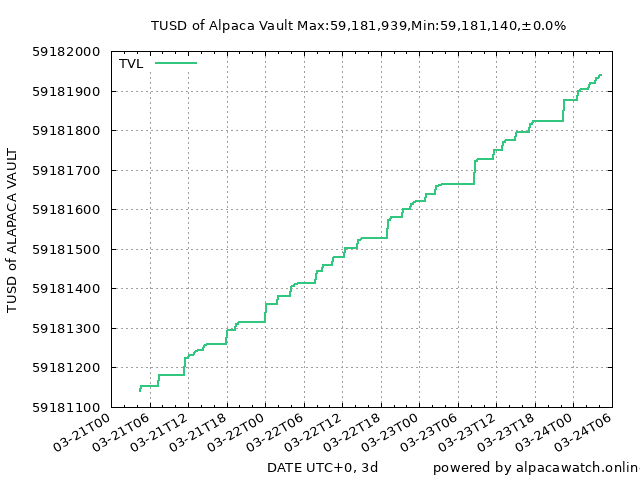 TUSD of Alpaca Vault Max:59,181,939,Min:59,181,140,±0.0%
TVL
59182000
59181900
59181800
59181700
59181600
59181500
59181400
59181300
59181200
59181100
TUSD of ALAPACA VAULT
03-21T00
03-21T06
03-21T12
03-21T18
03-22T00
03-22T06
03-22T12
03-22T18
03-23T00
03-23T06
03-23T12
03-23T18
03-24T00
03-24T06
DATE UTC+0, 3d
powered by alpacawatch.onlin